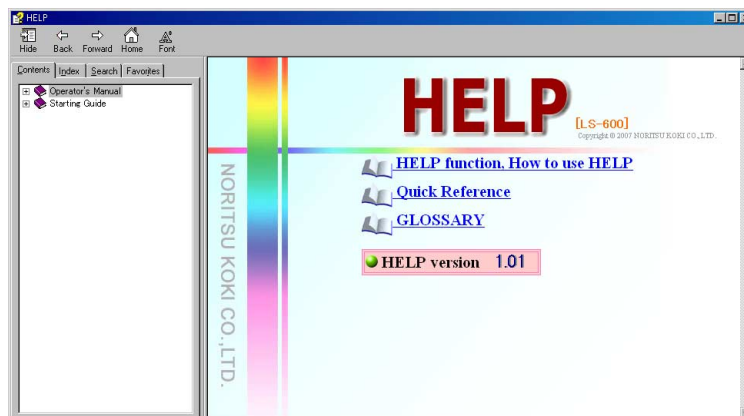 HELP
Hide Back Forward Home Font
Contents Index Search Favorites
Operator's Manual
Starting Guide
NORITSU KOKI CO.,LTD.
HELP
[LS-600]
Copyright © 2007 NORITSU KOKI CO., LTD.
HELP function, How to use HELP
Quick Reference
GLOSSARY
HELP version 1.01